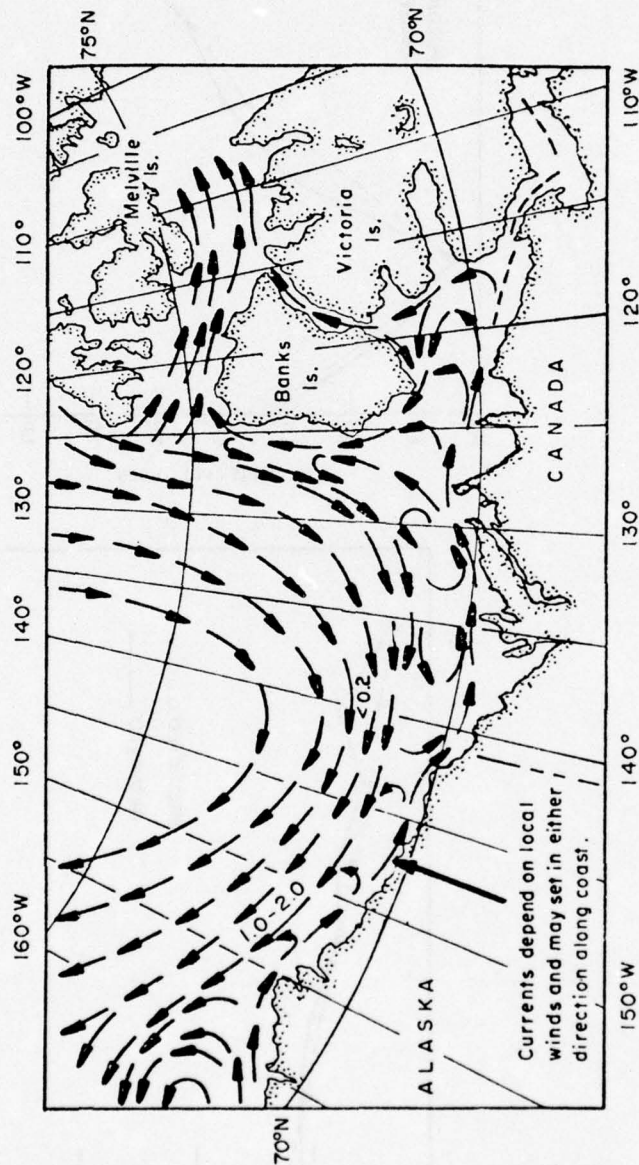 160°W
150°
140°
130°
120°
110°
100°W
75°N
Melville
Is.
Banks
Is.
Victoria
Is.
<0.2
1.0-2.0
70°N
70°N
ALASKA
CANADA
Currents depend on local
winds and may set in either
direction along coast.
150°W
140°
130°
120°
110°W